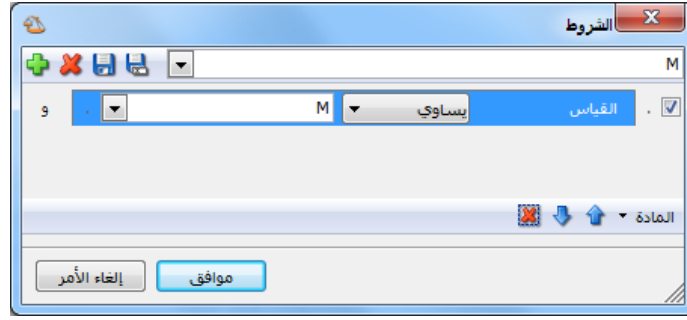 الشروط
M
القياس يساوي M و
المادة
موافق إلغاء الأمر